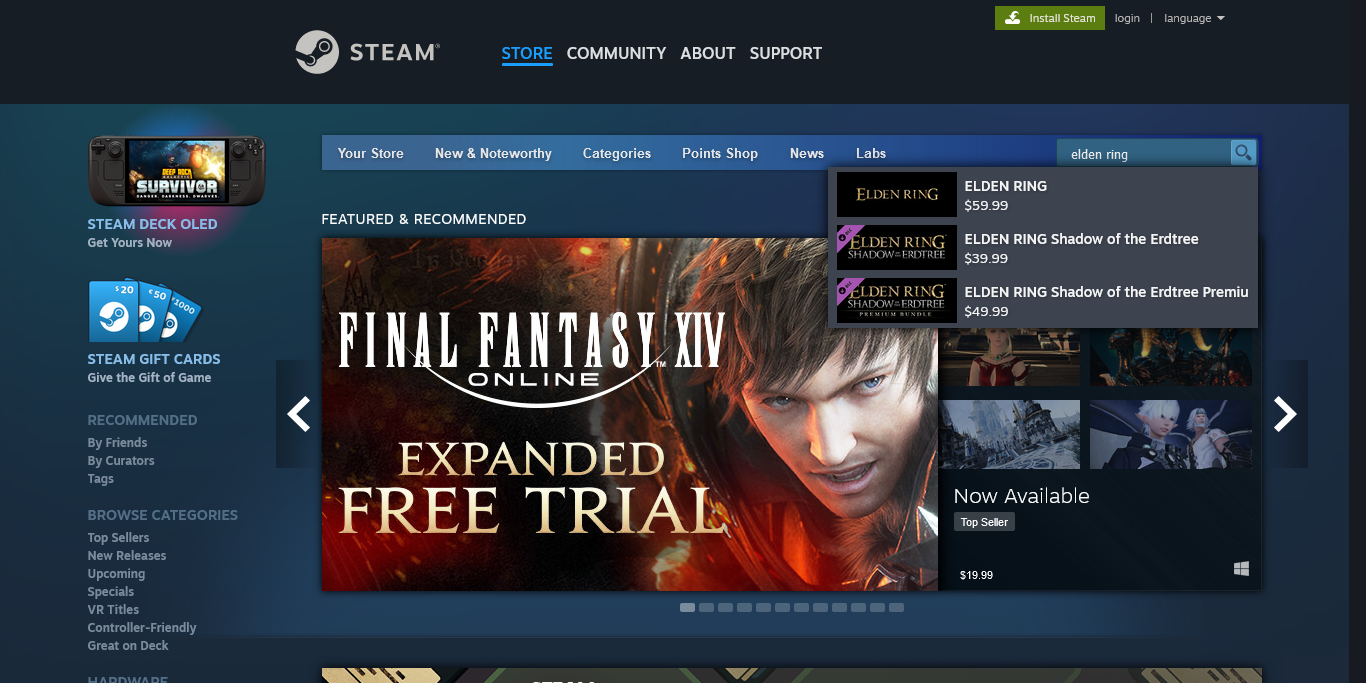 Install Steam
login
|
language
STEAM®
STORE
COMMUNITY
ABOUT
SUPPORT
DEEP ROCK
GALACTIC
SURVIVOR
DANGER. DARKNESS. DWARVES.
STEAM DECK OLED
Get Yours Now
$20
€50
¥1000
STEAM GIFT CARDS
Give the Gift of Game
RECOMMENDED
By Friends
By Curators
Tags
BROWSE CATEGORIES
Top Sellers
New Releases
Upcoming
Specials
VR Titles
Controller-Friendly
Great on Deck
HARDWARE
Your Store
New & Noteworthy
Categories
Points Shop
News
Labs
elden ring
ELDEN RING
ELDEN RING
$59.99
ELDEN RING
SHADOW OF THE ERDTREE
ELDEN RING Shadow of the Erdtree
$39.99
ELDEN RING
SHADOW OF THE ERDTREE
PREMIUM BUNDLE
ELDEN RING Shadow of the Erdtree Premiu
$49.99
FEATURED & RECOMMENDED
FINAL FANTASY XIV
ONLINE
™
EXPANDED
FREE TRIAL
Now Available
Top Seller
$19.99
STEAM